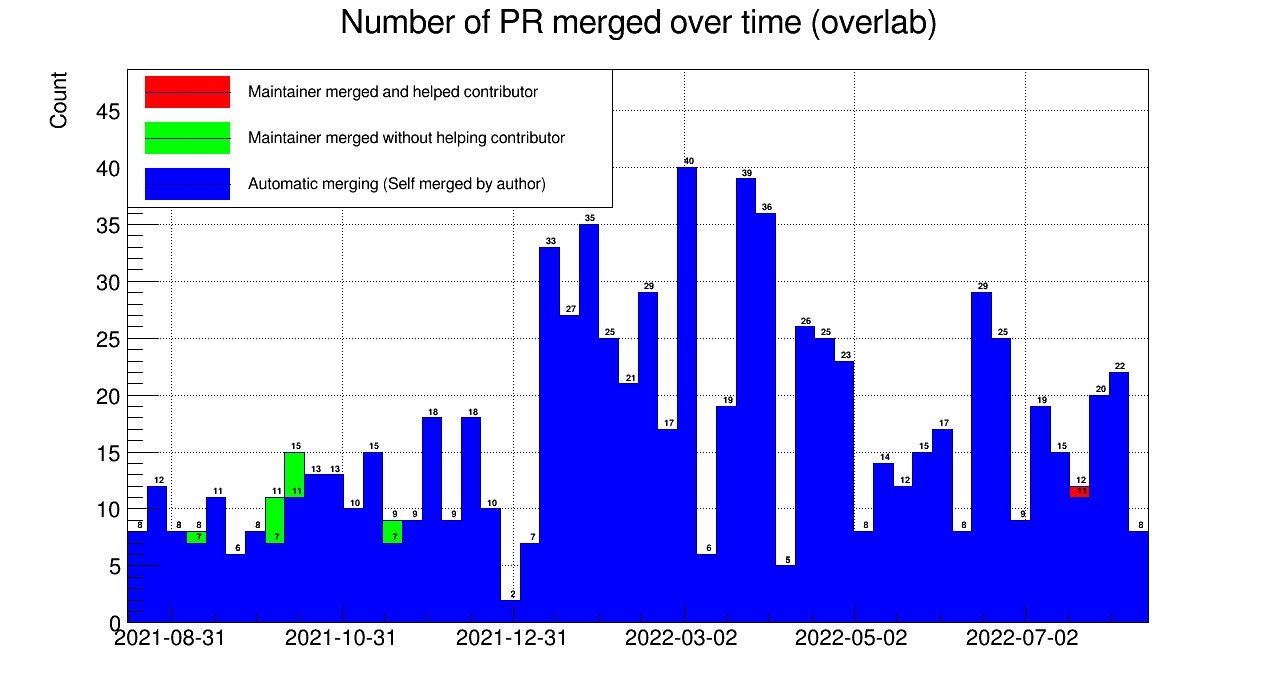 Number of PR merged over time (overlab)
Count
Maintainer merged and helped contributor
Maintainer merged without helping contributor
Automatic merging (Self merged by author)
45
40
35
30
25
20
15
10
5
0
8 12 8 8 7 11 6 8 11 7 15 11 13 13 10 15 9 7 9 18 9 18 10 2 7 33 27 35 25 21 29 17 40 6 19 39 36 5 26 25 23 8 14 12 15 17 8 29 25 9 19 15 12 11 20 22 8
2021-08-31 2021-10-31 2021-12-31 2022-03-02 2022-05-02 2022-07-02